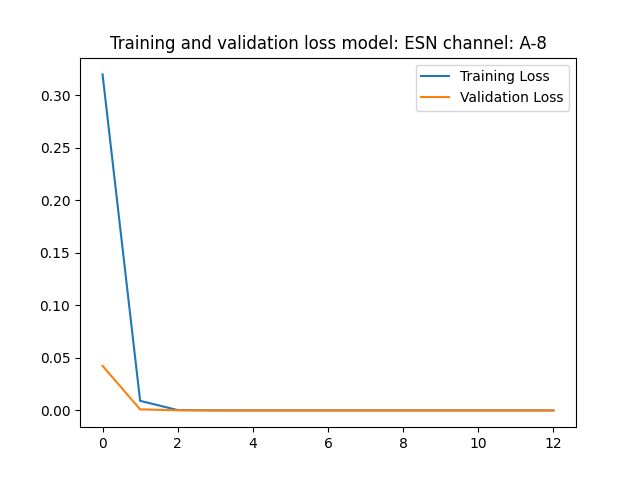 Training and validation loss model: ESN channel: A-8
Training Loss
Validation Loss
0.30
0.25
0.20
0.15
0.10
0.05
0.00
0 2 4 6 8 10 12